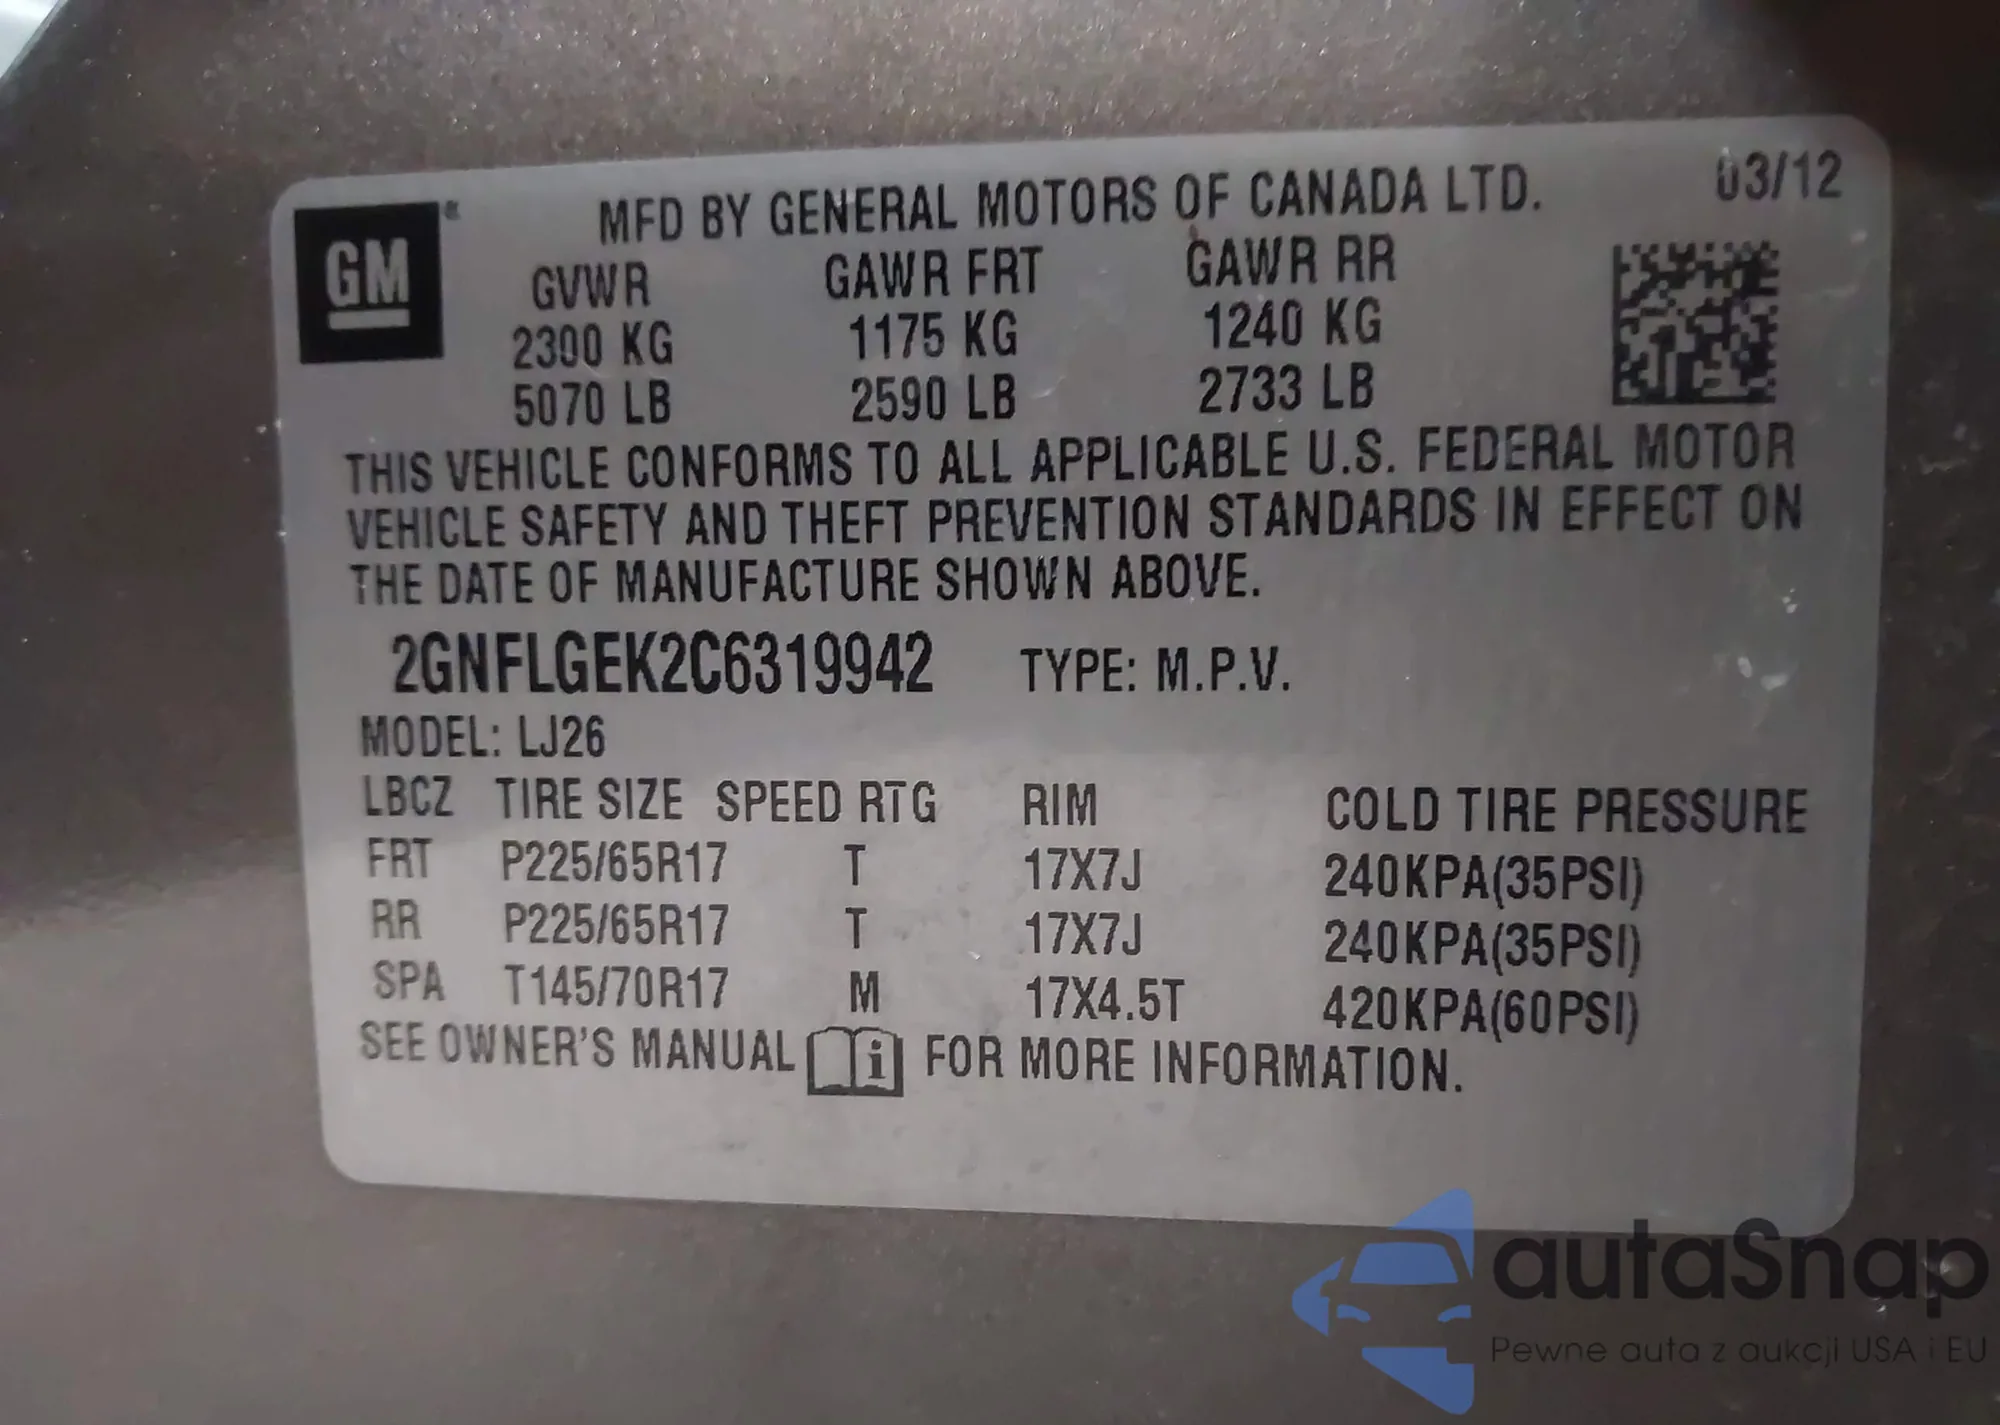 MFD BY GENERAL MOTORS OF CANADA LTD. 03/12
GM
GVWR GAWR FRT GAWR RR
2300 KG 1175 KG 1240 KG
5070 LB 2590 LB 2733 LB
THIS VEHICLE CONFORMS TO ALL APPLICABLE U.S. FEDERAL MOTOR
VEHICLE SAFETY AND THEFT PREVENTION STANDARDS IN EFFECT ON
THE DATE OF MANUFACTURE SHOWN ABOVE.
2GNFLGEK2C6319942 TYPE: M.P.V.
MODEL: LJ26
LBCZ TIRE SIZE SPEED RTG RIM COLD TIRE PRESSURE
FRT P225/65R17 T 17X7J 240KPA(35PSI)
RR P225/65R17 T 17X7J 240KPA(35PSI)
SPA T145/70R17 M 17X4.5T 420KPA(60PSI)
SEE OWNER'S MANUAL i FOR MORE INFORMATION.
autaSnap
Pewne auta z aukcji USA i EU